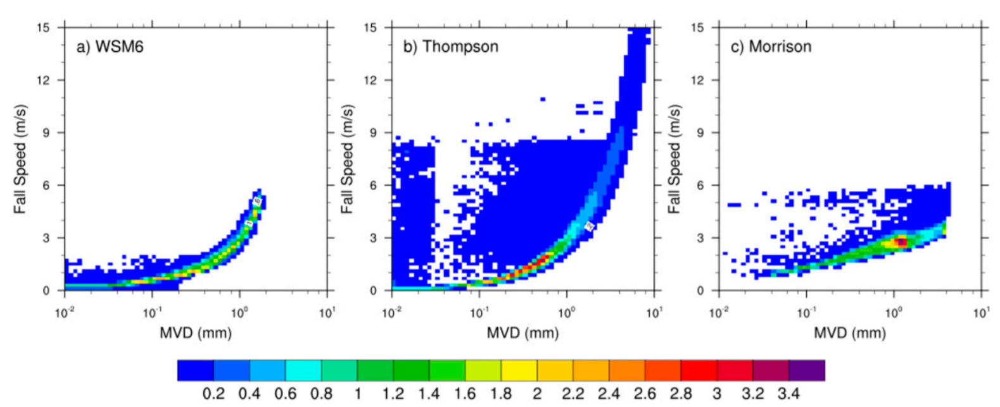 a) WSM6
b) Thompson
c) Morrison
15
12
9
6
3
0
15
12
9
6
3
0
15
12
9
6
3
0
Fall Speed (m/s)
Fall Speed (m/s)
Fall Speed (m/s)
.6
1
.2
10⁻² 10⁻¹ 10⁰ 10¹
10⁻² 10⁻¹ 10⁰ 10¹
10⁻² 10⁻¹ 10⁰ 10¹
MVD (mm)
MVD (mm)
MVD (mm)
0.2 0.4 0.6 0.8 1 1.2 1.4 1.6 1.8 2 2.2 2.4 2.6 2.8 3 3.2 3.4